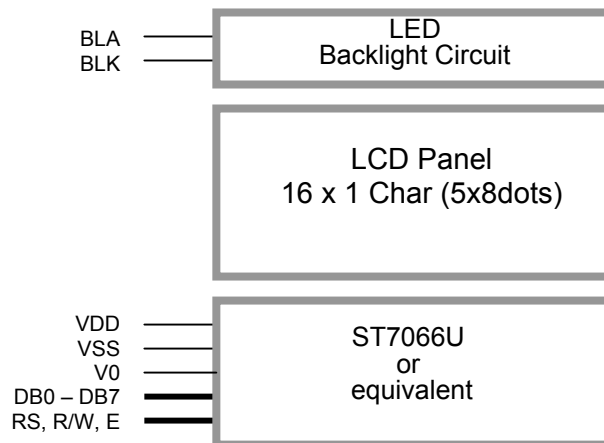 BLA
BLK
LED
Backlight Circuit
LCD Panel
16 x 1 Char (5x8dots)
VDD
VSS
V0
DB0 – DB7
RS, R/W, E
ST7066U
or
equivalent